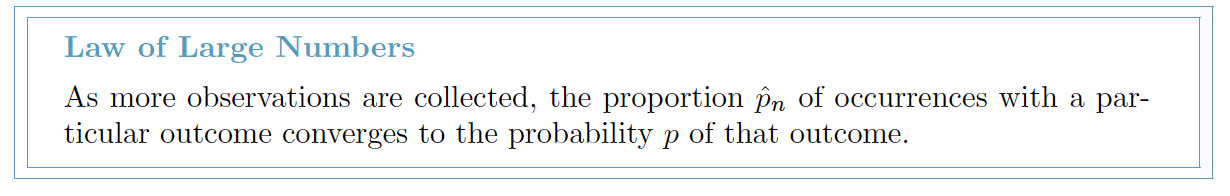 Law of Large Numbers
As more observations are collected, the proportion p̂ₙ of occurrences with a par-
ticular outcome converges to the probability p of that outcome.